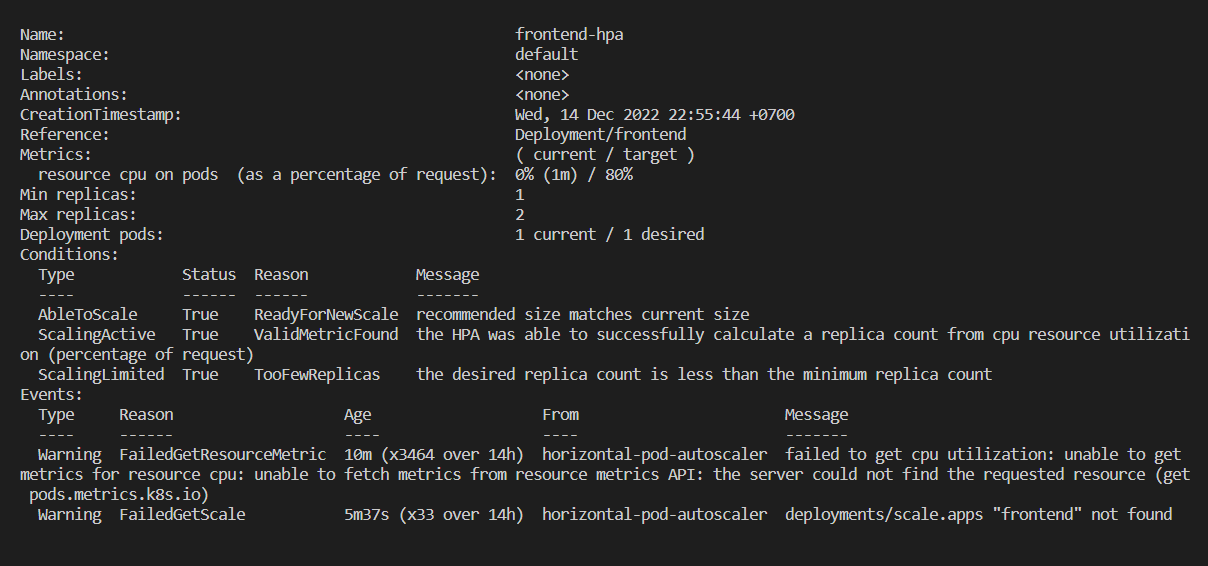 Name:                                                  frontend-hpa
Namespace:                                             default
Labels:                                                <none>
Annotations:                                           <none>
CreationTimestamp:                                     Wed, 14 Dec 2022 22:55:44 +0700
Reference:                                             Deployment/frontend
Metrics:                                               ( current / target )
  resource cpu on pods  (as a percentage of request):  0% (1m) / 80%
Min replicas:                                          1
Max replicas:                                          2
Deployment pods:                                       1 current / 1 desired
Conditions:
  Type            Status  Reason            Message
  ----            ------  ------            -------
  AbleToScale     True    ReadyForNewScale  recommended size matches current size
  ScalingActive   True    ValidMetricFound  the HPA was able to successfully calculate a replica count from cpu resource utilizati
on (percentage of request)
  ScalingLimited  True    TooFewReplicas    the desired replica count is less than the minimum replica count
Events:
  Type     Reason                   Age                   From                       Message
  ----     ------                   ----                  ----                       -------
  Warning  FailedGetResourceMetric  10m (x3464 over 14h)  horizontal-pod-autoscaler  failed to get cpu utilization: unable to get
metrics for resource cpu: unable to fetch metrics from resource metrics API: the server could not find the requested resource (get
 pods.metrics.k8s.io)
  Warning  FailedGetScale           5m37s (x33 over 14h)  horizontal-pod-autoscaler  deployments/scale.apps "frontend" not found